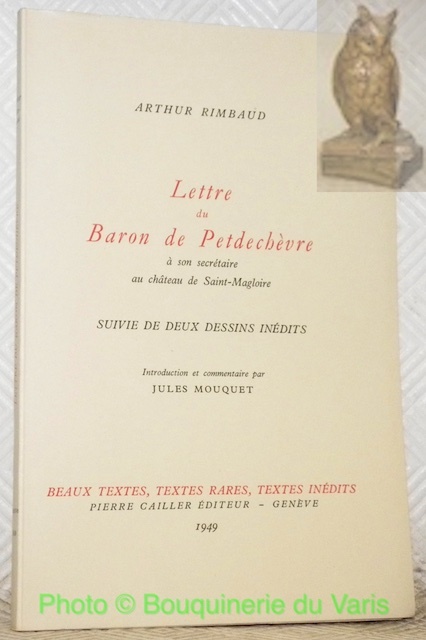 ARTHUR RIMBAUD
Lettre
du
Baron de Petdechèvre
à son secrétaire
au château de Saint-Magloire
SUIVIE DE DEUX DESSINS INÉDITS
Introduction et commentaire par
JULES MOUQUET
BEAUX TEXTES, TEXTES RARES, TEXTES INÉDITS
PIERRE CAILLER ÉDITEUR – GENÈVE
1949
Photo © Bouquinerie du Varis